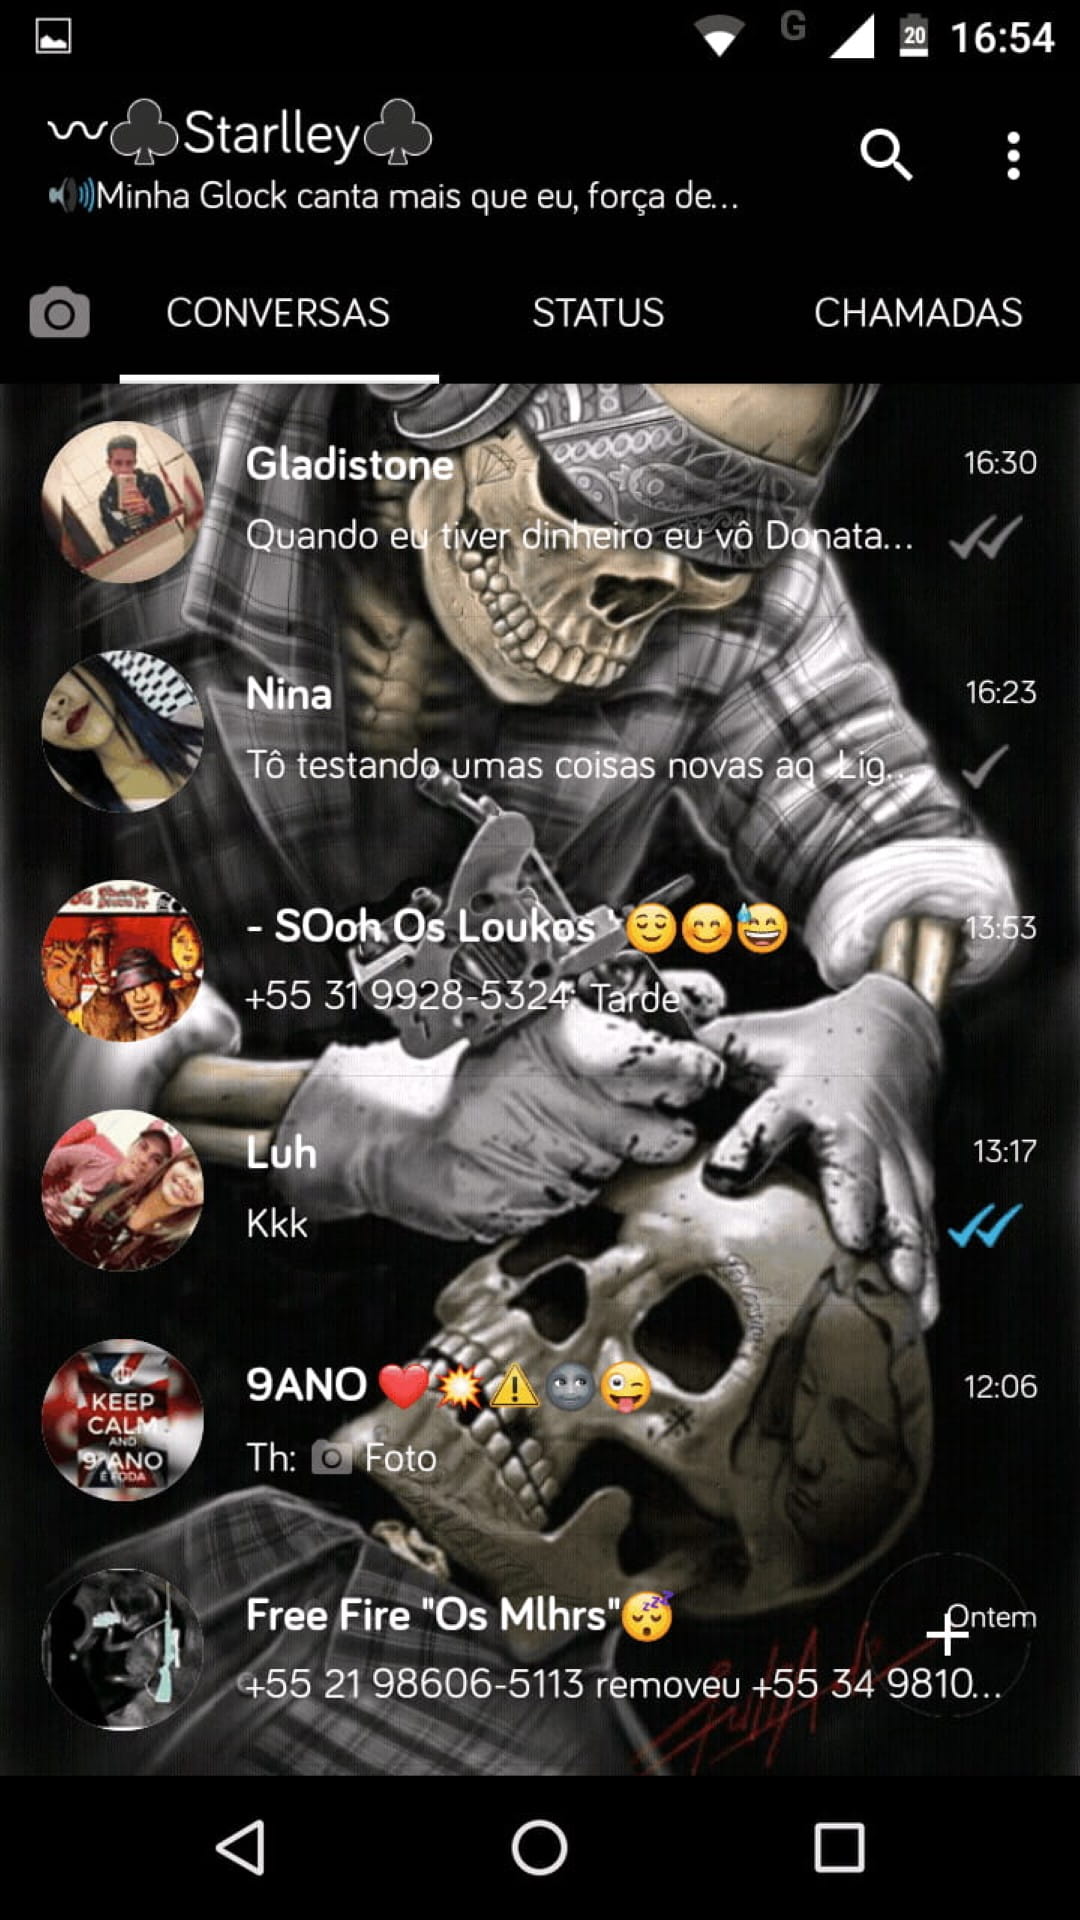 G 20 16:54
〰♣Starlley♣
🔊Minha Glock canta mais que eu, força de...
CONVERSAS STATUS CHAMADAS
Gladistone 16:30
Quando eu tiver dinheiro eu vô Donata...
Nina 16:23
Tô testando umas coisas novas aq Lig...
- SOoh Os Loukos 😌😊😅 13:53
+55 31 9928-5324: Tarde
Luh 13:17
Kkk
KEEP
CALM
AND
9°ANO
É FODA
9ANO ❤💥⚠🌚😜 12:06
Th: 📷 Foto
Free Fire "Os Mlhrs"😴 Ontem
+55 21 98606-5113 removeu +55 34 9810...